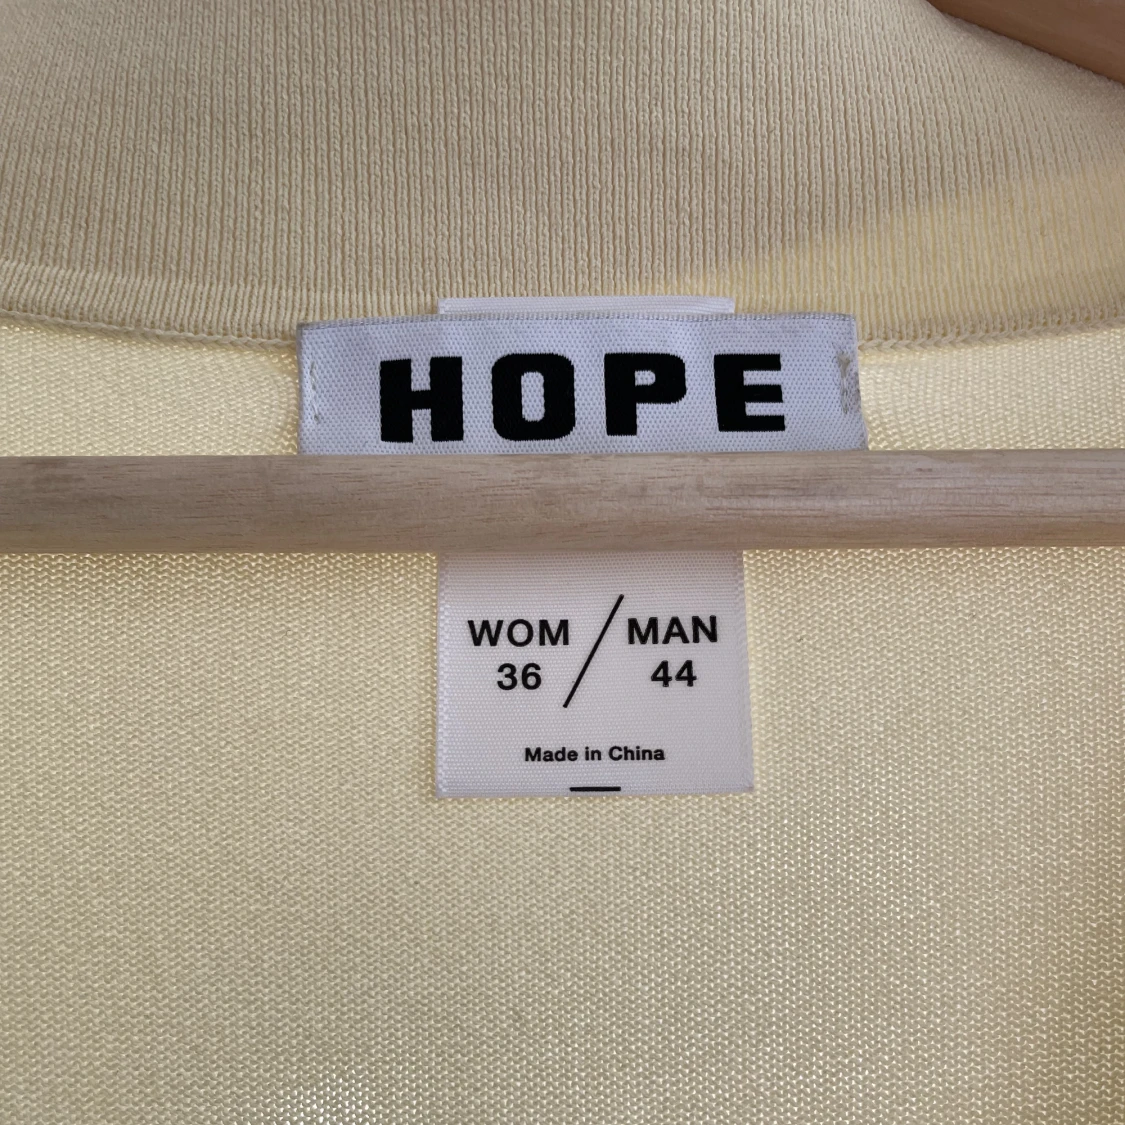 HOPE
WOM / MAN
36 44
Made in China